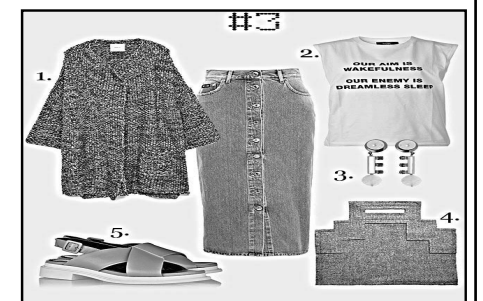 #3
1.
2.
OUR AIM IS
WAKEFULNESS
OUR ENEMY IS
DREAMLESS SLEEP
3.
4.
5.